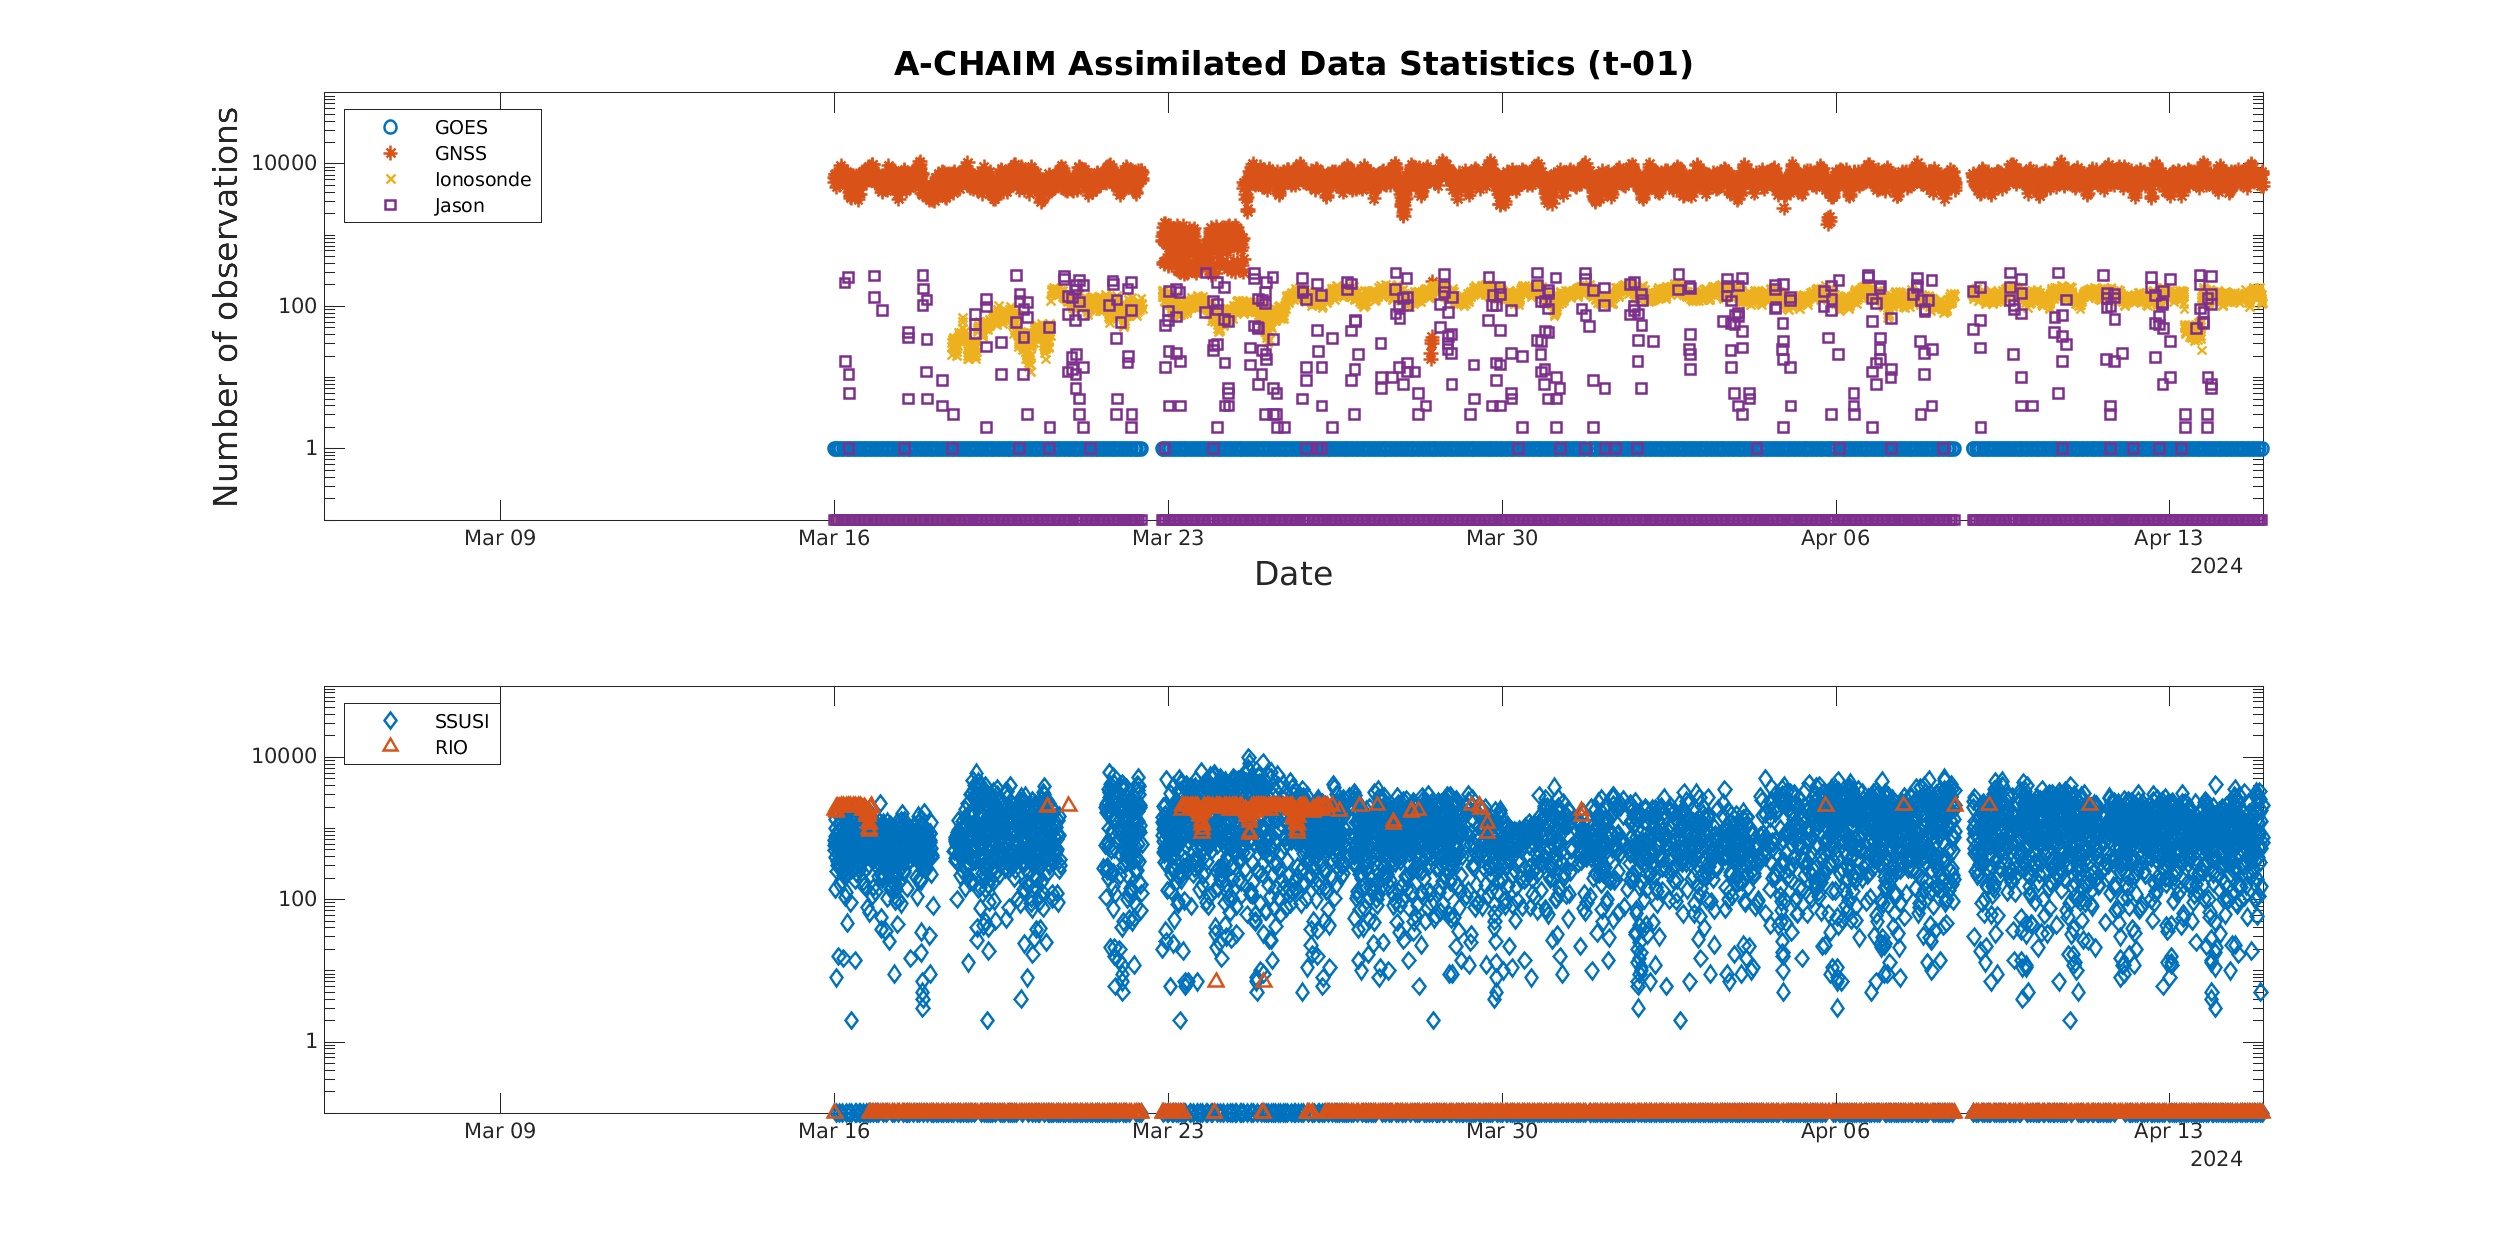 A-CHAIM Assimilated Data Statistics (t-01)
Number of observations
10000
100
1
GOES
GNSS
Ionosonde
Jason
Mar 09 Mar 16 Mar 23 Mar 30 Apr 06 Apr 13
2024
Date
10000
100
1
SSUSI
RIO
Mar 09 Mar 16 Mar 23 Mar 30 Apr 06 Apr 13
2024